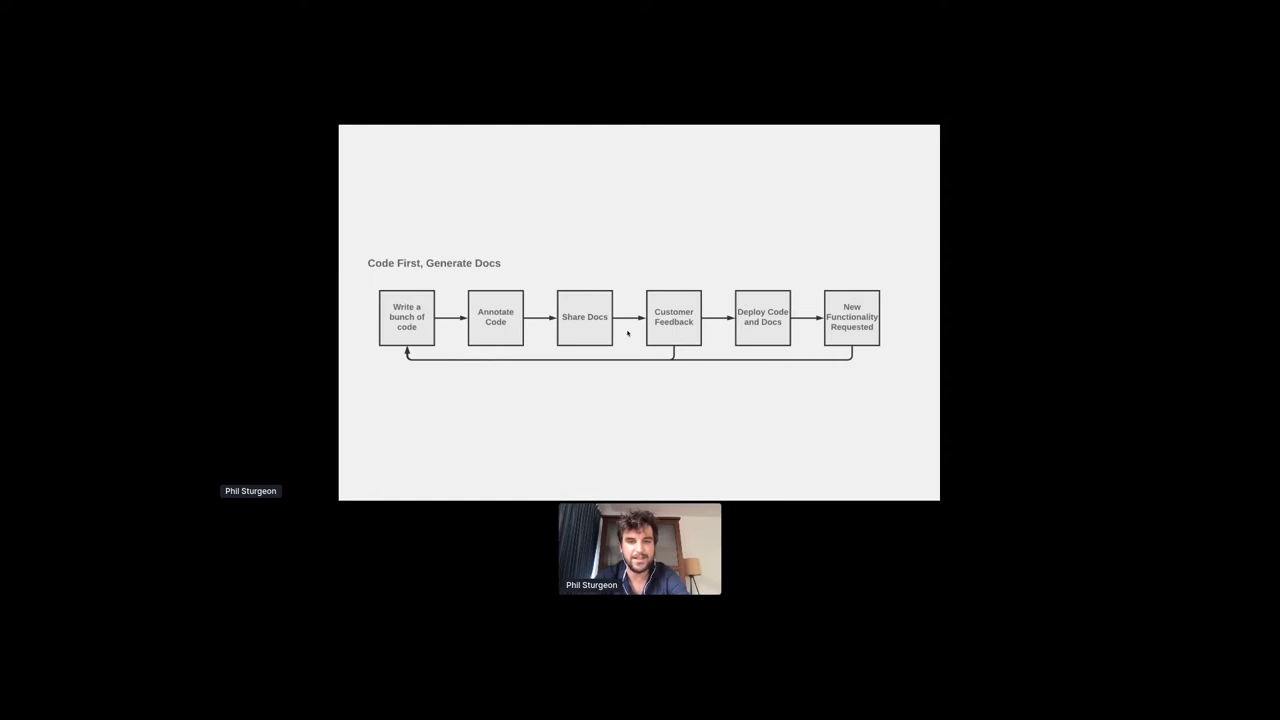 Code First, Generate Docs
Write a
bunch of
code
Annotate
Code
Share Docs
Customer
Feedback
Deploy Code
and Docs
New
Functionality
Requested
Phil Sturgeon
Phil Sturgeon